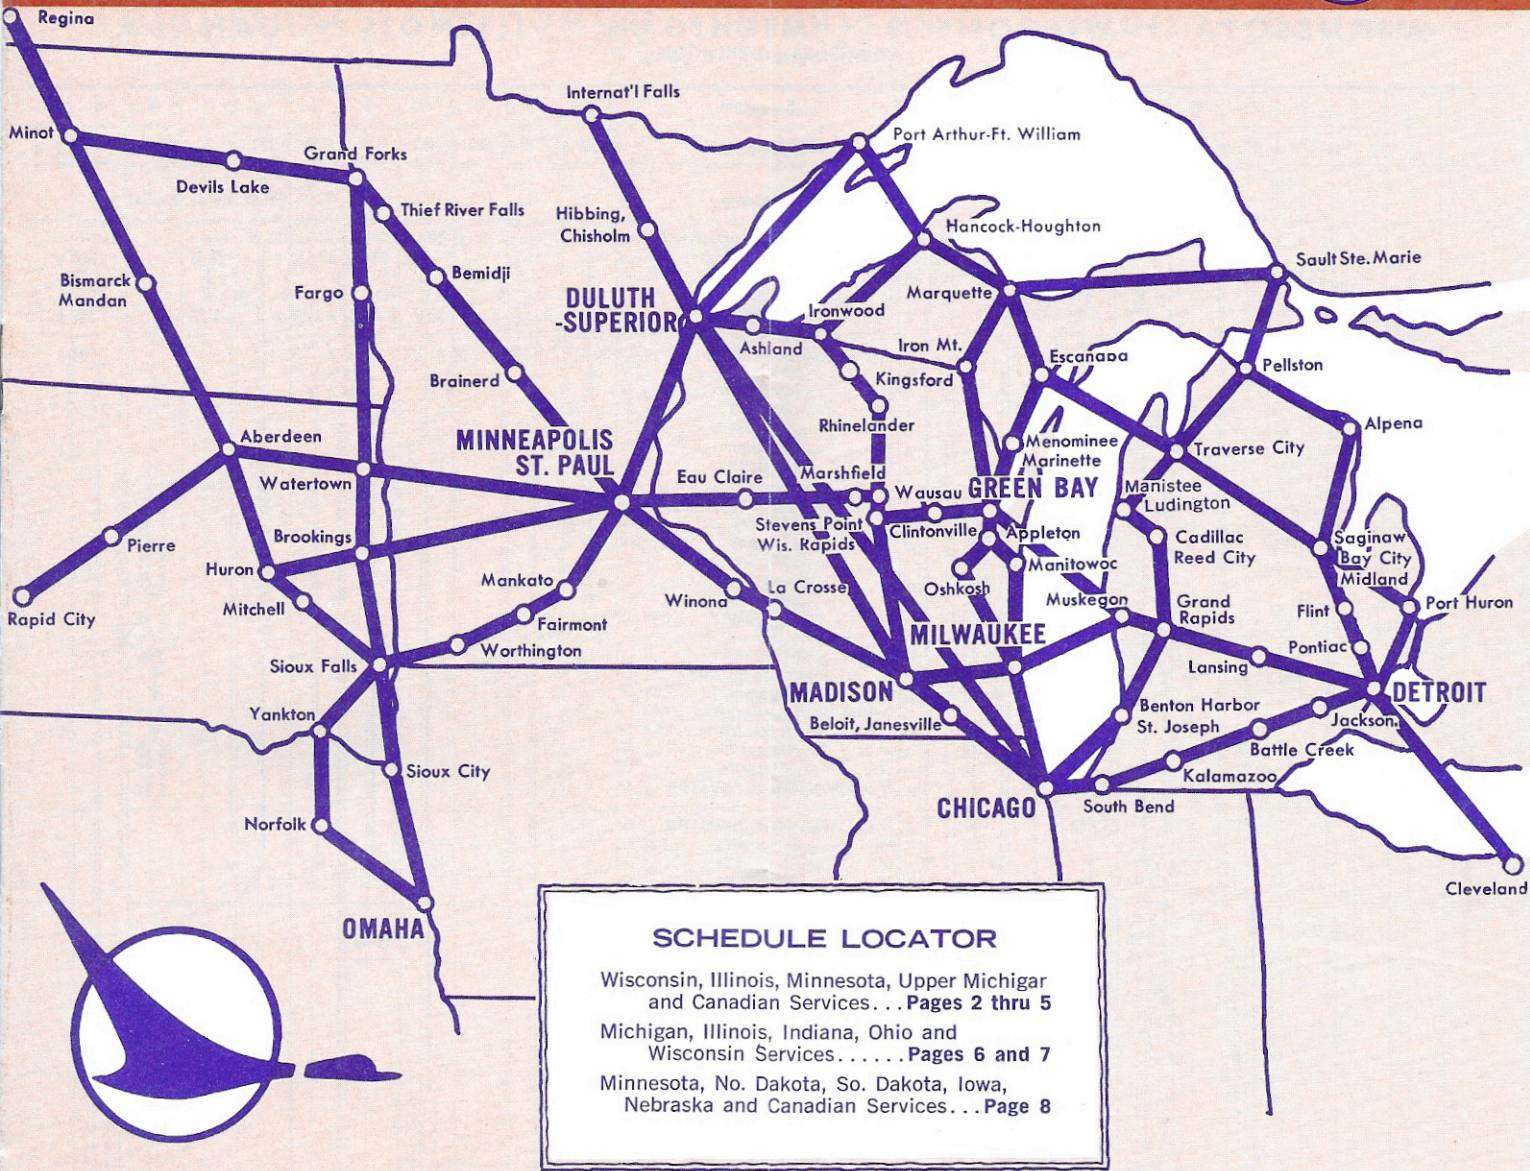 Regina
Internat'l Falls
Minot
Port Arthur-Ft. William
Grand Forks
Devils Lake
Thief River Falls
Hibbing,
Chisholm
Hancock-Houghton
Sault Ste. Marie
Bismarck
Mandan
Bemidji
Fargo
Marquette
DULUTH
-SUPERIOR
Ironwood
Ashland
Iron Mt.
Kingsford
Escanaba
Pellston
Brainerd
Rhinelander
Alpena
Aberdeen
MINNEAPOLIS
ST. PAUL
Menominee
Marinette
Traverse City
Watertown
Eau Claire
Marshfield
Wausau
GREEN BAY
Manistee
Ludington
Stevens Point
Wis. Rapids
Clintonville
Appleton
Brookings
Pierre
Cadillac
Reed City
Saginaw
Bay City
Midland
Huron
Manitowoc
Oshkosh
Mankato
La Crosse
Winona
Muskegon
Grand
Rapids
Flint
Port Huron
Mitchell
Rapid City
Fairmont
MILWAUKEE
Worthington
Pontiac
Sioux Falls
Lansing
MADISON
DETROIT
Yankton
Beloit, Janesville
Benton Harbor
St. Joseph
Jackson
Battle Creek
Sioux City
Kalamazoo
CHICAGO
South Bend
Norfolk
Cleveland
OMAHA
SCHEDULE LOCATOR
Wisconsin, Illinois, Minnesota, Upper Michigar
and Canadian Services...Pages 2 thru 5
Michigan, Illinois, Indiana, Ohio and
Wisconsin Services......Pages 6 and 7
Minnesota, No. Dakota, So. Dakota, Iowa,
Nebraska and Canadian Services...Page 8